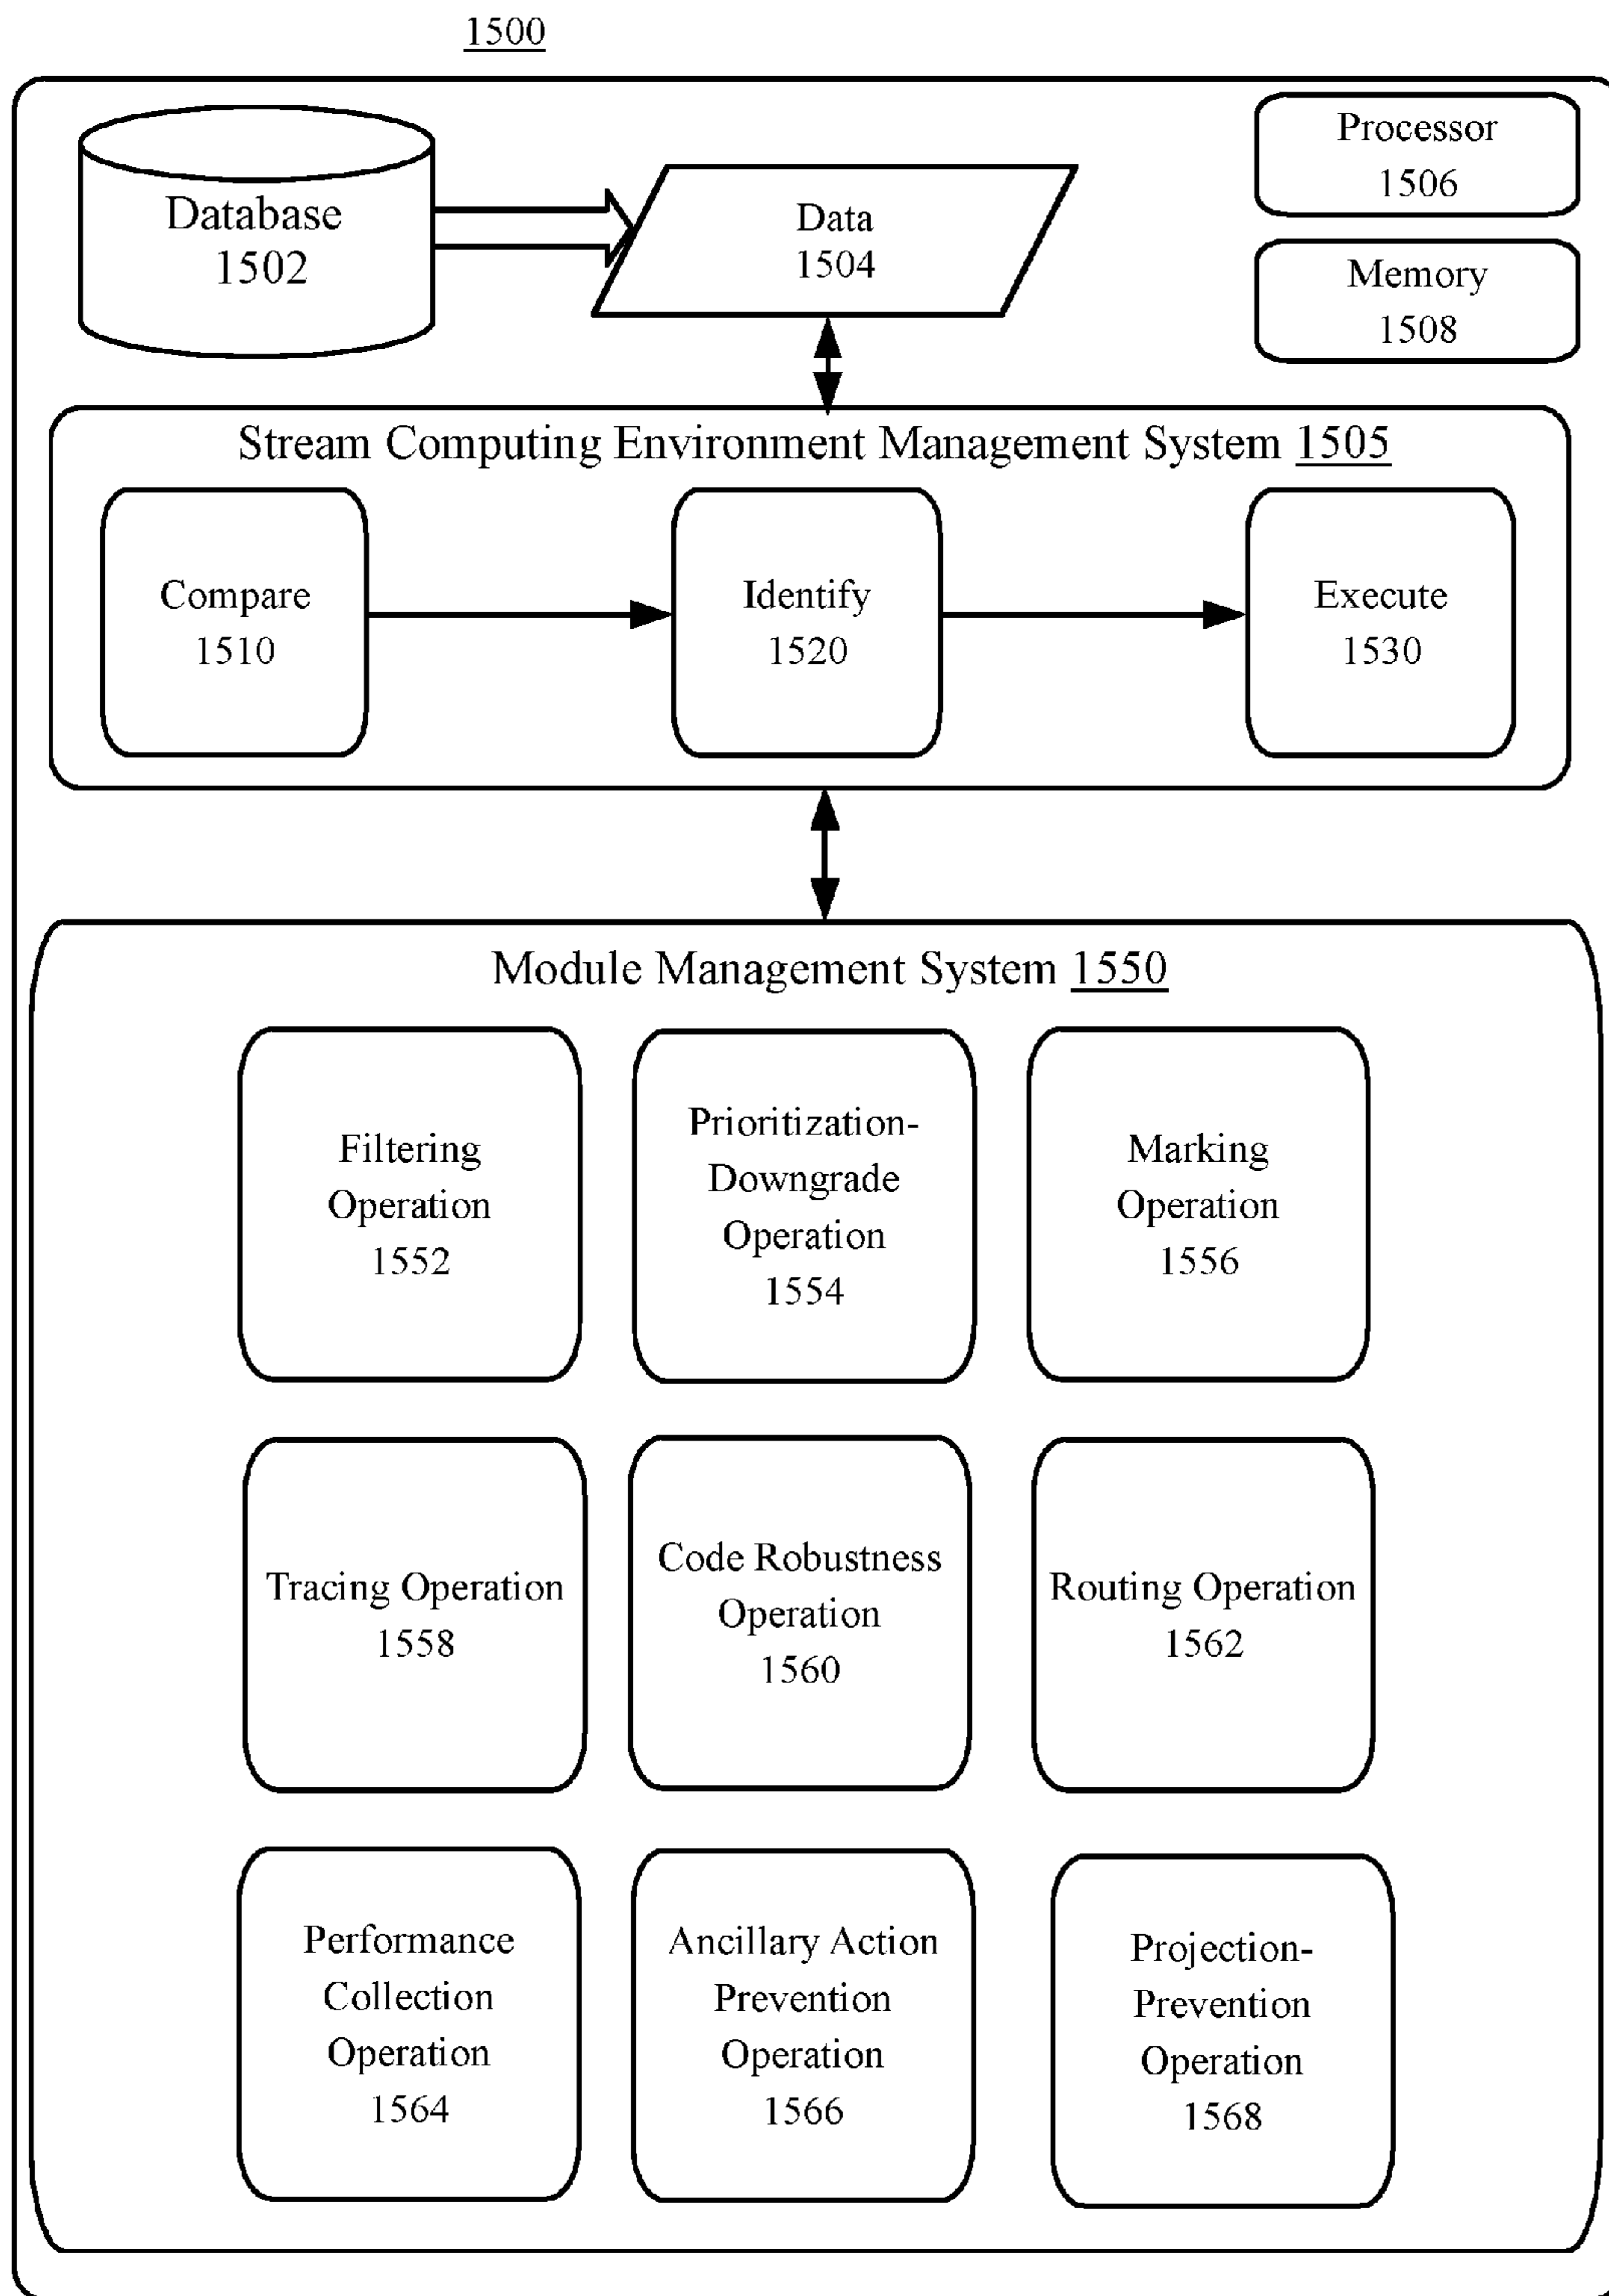 1500
Database
1502
Data
1504
Processor
1506
Memory
1508
Stream Computing Environment Management System 1505
Compare
1510
Identify
1520
Execute
1530
Module Management System 1550
Filtering
Operation
1552
Prioritization-
Downgrade
Operation
1554
Marking
Operation
1556
Tracing Operation
1558
Code Robustness
Operation
1560
Routing Operation
1562
Performance
Collection
Operation
1564
Ancillary Action
Prevention
Operation
1566
Projection-
Prevention
Operation
1568